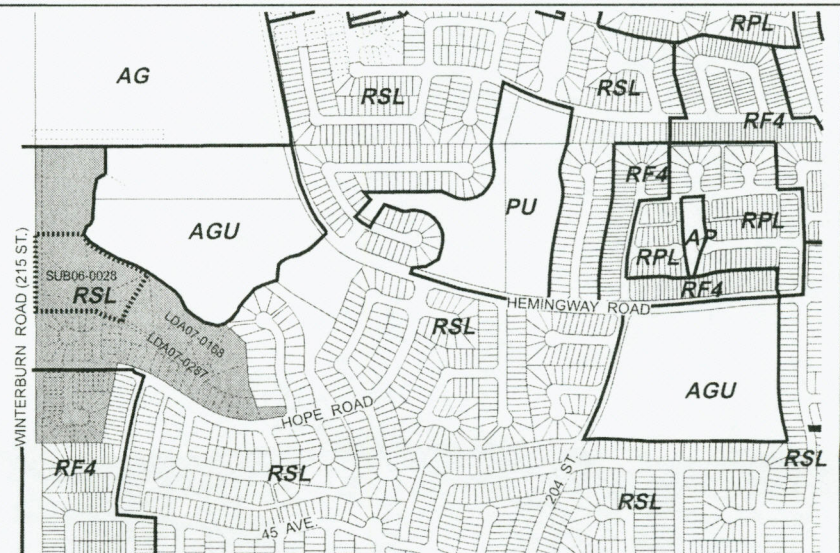 RPL
AG
RSL
RSL
RF4
RF4
AGU
PU
RPL
AP
RPL
WINTERBURN ROAD (215 ST.)
SUB06-0028
RSL
RF4
HEMINGWAY ROAD
LDA07-0168
RSL
LDA07-0287
AGU
HOPE ROAD
RF4
RSL
204 ST.
RSL
RSL
45 AVE.